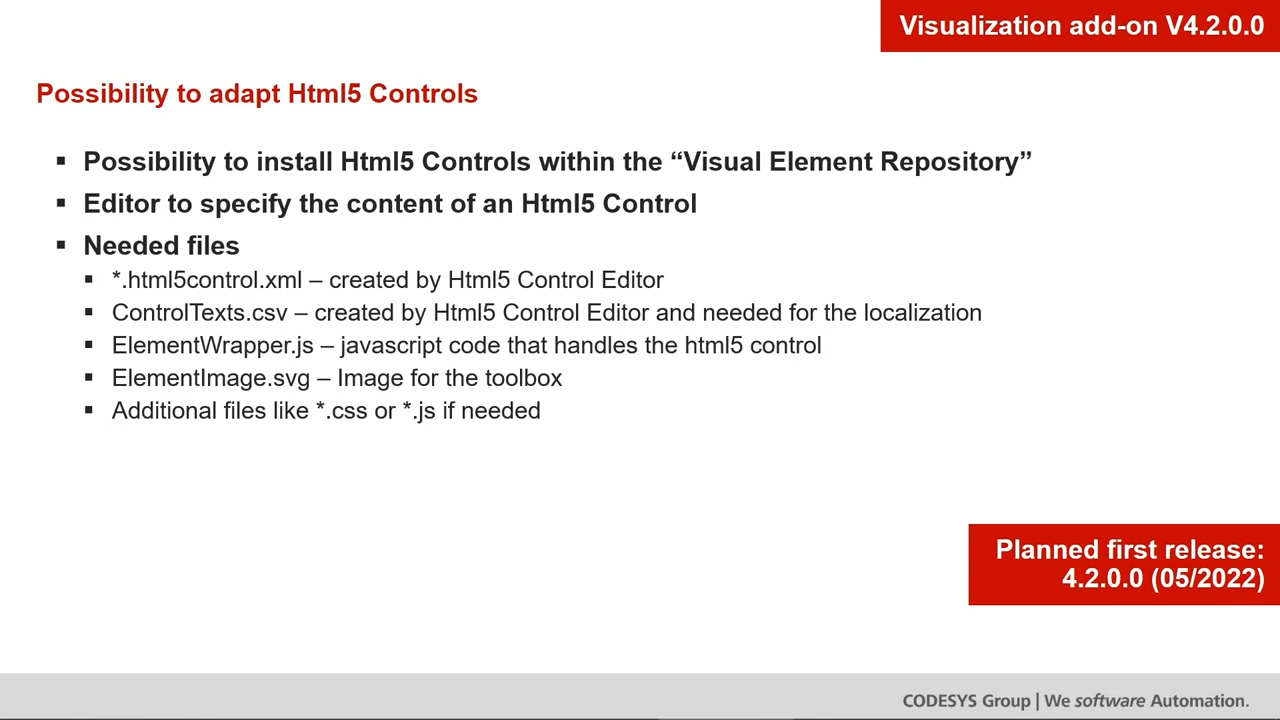 Visualization add-on V4.2.0.0
Possibility to adapt Html5 Controls
▪ Possibility to install Html5 Controls within the “Visual Element Repository”
▪ Editor to specify the content of an Html5 Control
▪ Needed files
▪ *.html5control.xml – created by Html5 Control Editor
▪ ControlTexts.csv – created by Html5 Control Editor and needed for the localization
▪ ElementWrapper.js – javascript code that handles the html5 control
▪ ElementImage.svg – Image for the toolbox
▪ Additional files like *.css or *.js if needed
Planned first release:
4.2.0.0 (05/2022)
CODESYS Group | We software Automation.